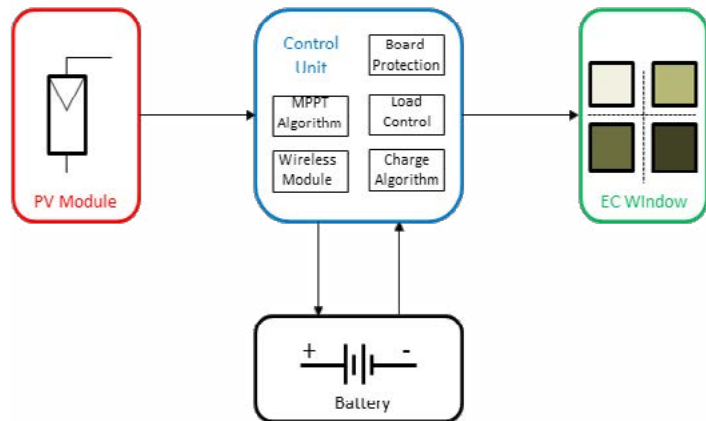 Control
Unit
Board
Protection
MPPT
Algorithm
Load
Control
Wireless
Module
Charge
Algorithm
PV Module
EC WIndow
+
-
Battery